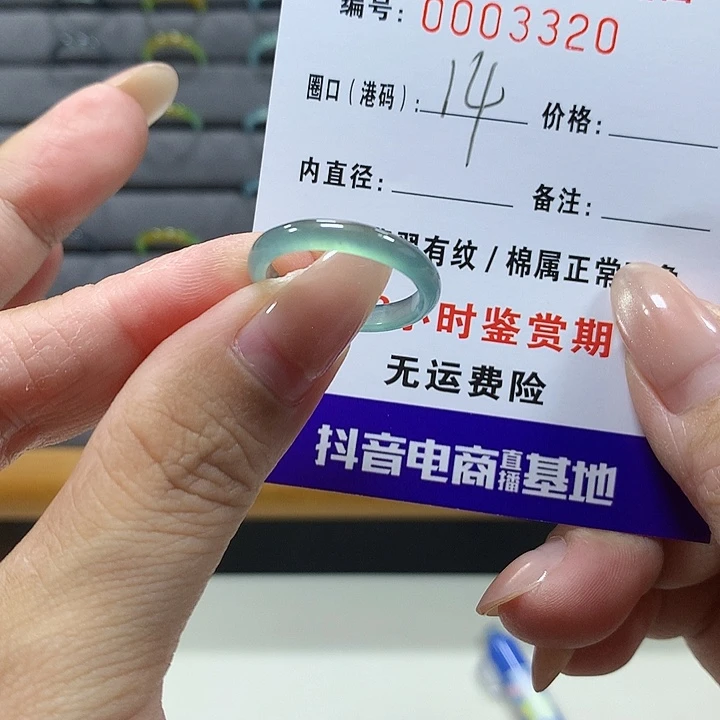 编号: 0003320
圈口（港码）: 14 价格:
内直径: 备注:
有纹/棉属正常
小时鉴赏期
无运费险
抖音电商直播基地